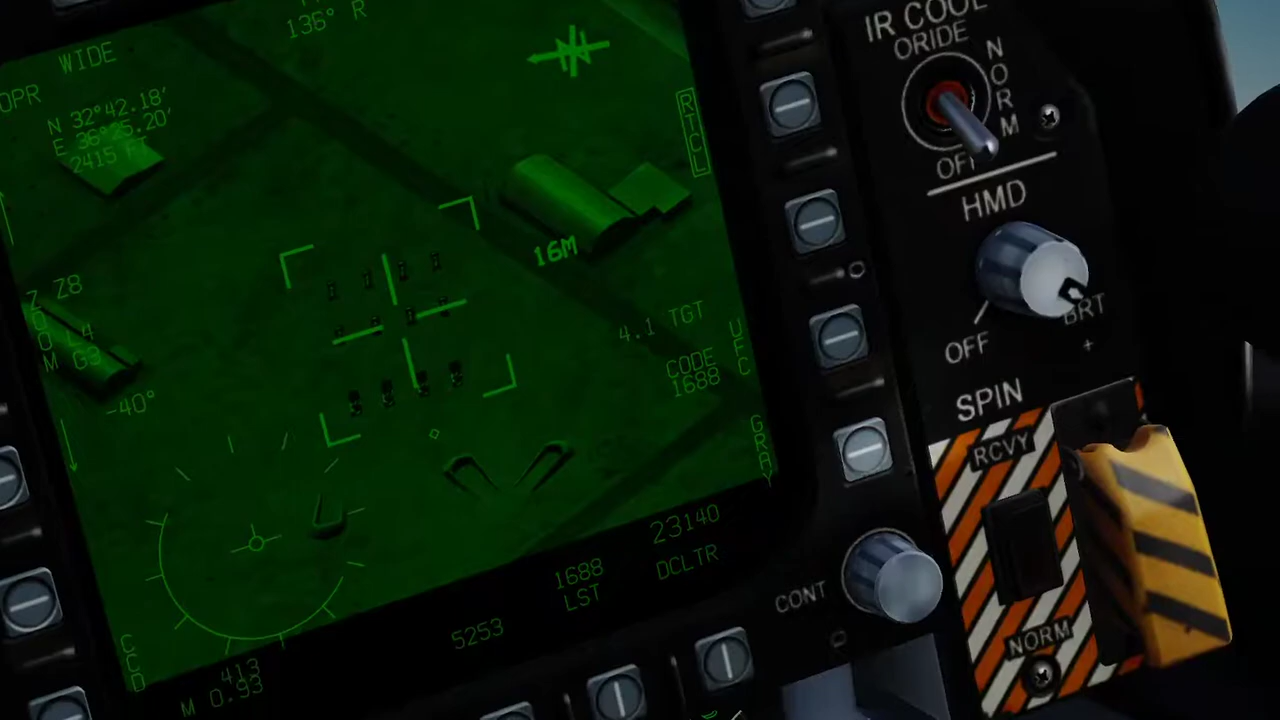 136° R
WIDE
OPR
N 32°42.18'
E 36°25.20'
2415 FT
RTCL
16M
Z Z8
O L4
O
M G3
-40°
4.1 TGT
CODE
1688
UFC
GRAY
23140
DCLTR
1688
LST
5253
CCD
413
M 0.93
IR COOL
ORIDE
NORM
OFF
HMD
OFF
BRT
SPIN
RCVY
NORM
CONT